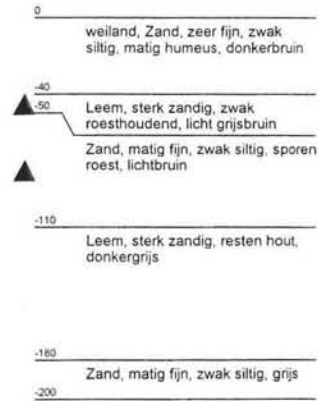 0
weiland, Zand, zeer fijn, zwak
siltig, matig humeus, donkerbruin
-40
-50
Leem, sterk zandig, zwak
roesthoudend, licht grijsbruin
Zand, matig fijn, zwak siltig, sporen
roest, lichtbruin
-110
Leem, sterk zandig, resten hout,
donkergrijs
-180
Zand, matig fijn, zwak siltig, grijs
-200